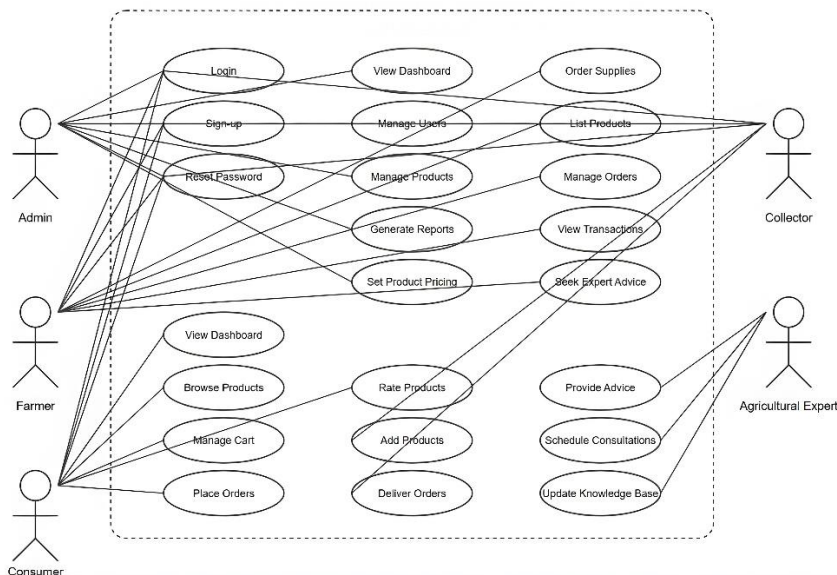 Login
View Dashboard
Order Supplies
Sign-up
Manage Users
List Products
Reset Password
Manage Products
Manage Orders
Admin
Collector
Generate Reports
View Transactions
Set Product Pricing
Seek Expert Advice
View Dashboard
Browse Products
Rate Products
Provide Advice
Farmer
Agricultural Expert
Manage Cart
Add Products
Schedule Consultations
Place Orders
Deliver Orders
Update Knowledge Base
Consumer